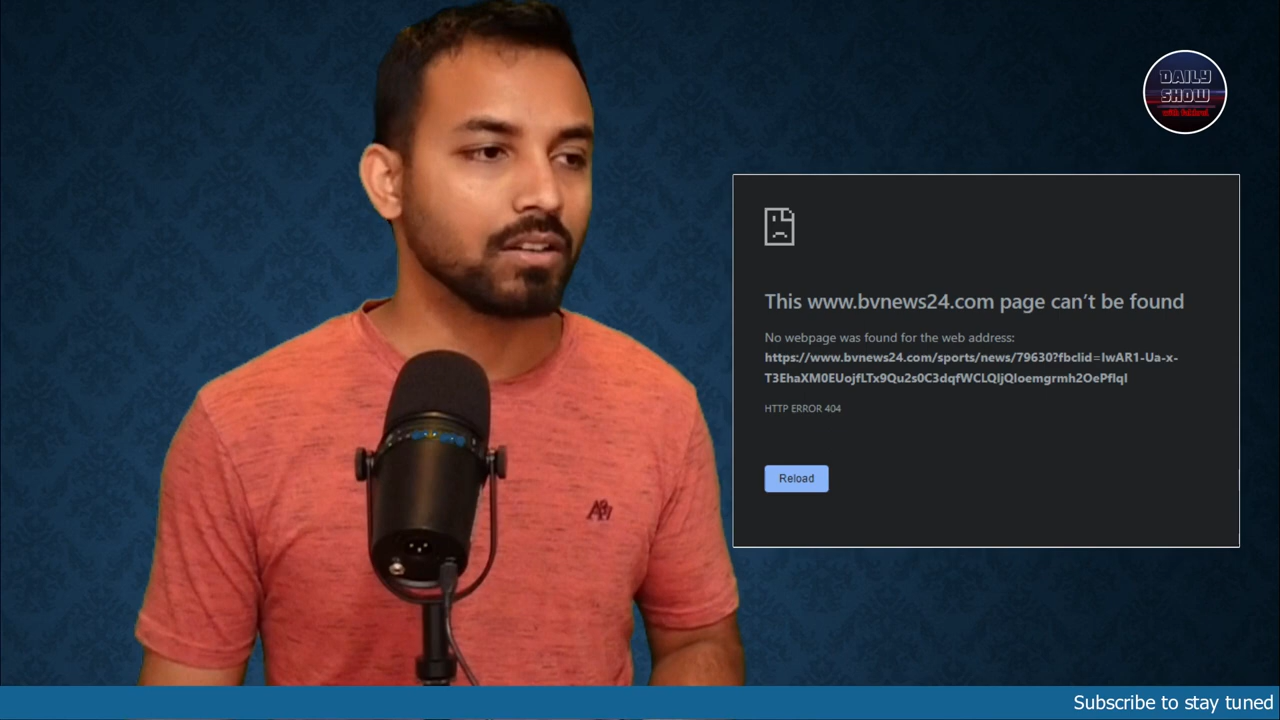 DAILY
SHOW
This www.bvnews24.com page can't be found
No webpage was found for the web address:
https://www.bvnews24.com/sports/news/79630?fbclid=IwAR1-Ua-x-
T3EhaXM0EUojfLTx9Qu2s0C3dqfWCLQljQloemgrmh2OePflqI
HTTP ERROR 404
Reload
Subscribe to stay tuned